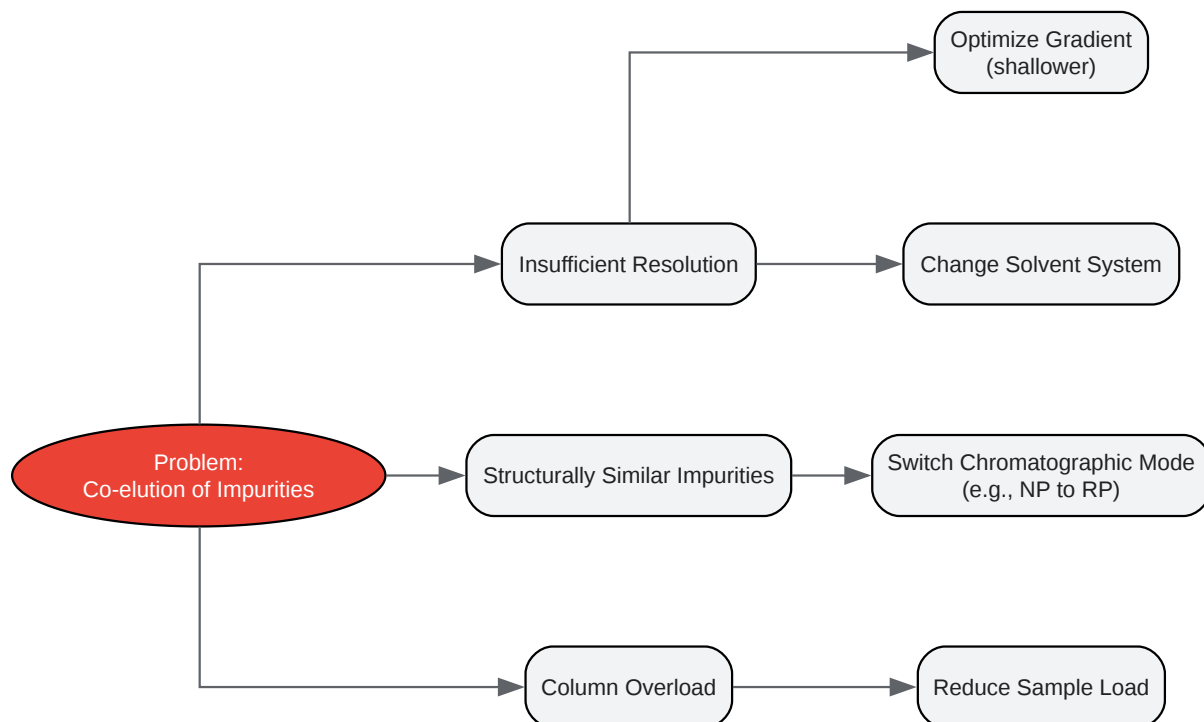 Optimize Gradient
(shallower)
Insufficient Resolution
Change Solvent System
Problem:
Co-elution of Impurities
Structurally Similar Impurities
Switch Chromatographic Mode
(e.g., NP to RP)
Column Overload
Reduce Sample Load